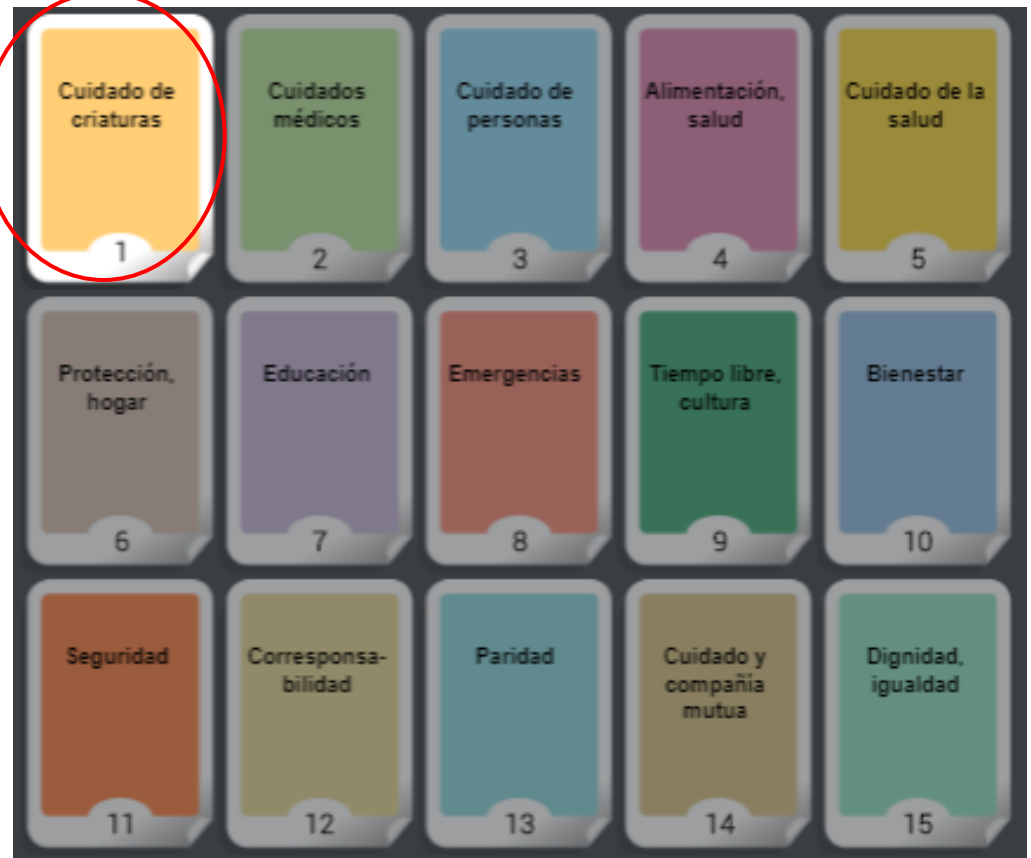 Cuidado de
criaturas
1
Cuidados
médicos
2
Cuidado de
personas
3
Alimentación,
salud
4
Cuidado de la
salud
5
Protección,
hogar
6
Educación
7
Emergencias
8
Tiempo libre,
cultura
9
Bienestar
10
Seguridad
11
Corresponsa-
bilidad
12
Paridad
13
Cuidado y
compañía
mutua
14
Dignidad,
igualdad
15